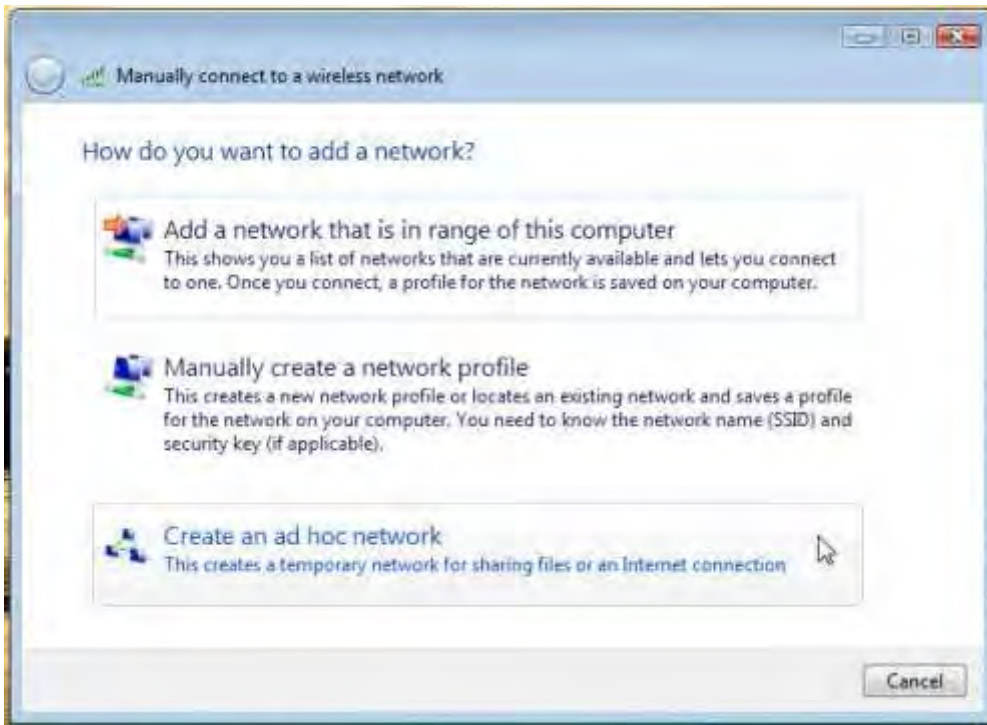 Manually connect to a wireless network
How do you want to add a network?
Add a network that is in range of this computer
This shows you a list of networks that are currently available and lets you connect
to one. Once you connect, a profile for the network is saved on your computer.
Manually create a network profile
This creates a new network profile or locates an existing network and saves a profile
for the network on your computer. You need to know the network name (SSID) and
security key (if applicable).
Create an ad hoc network
This creates a temporary network for sharing files or an Internet connection
Cancel